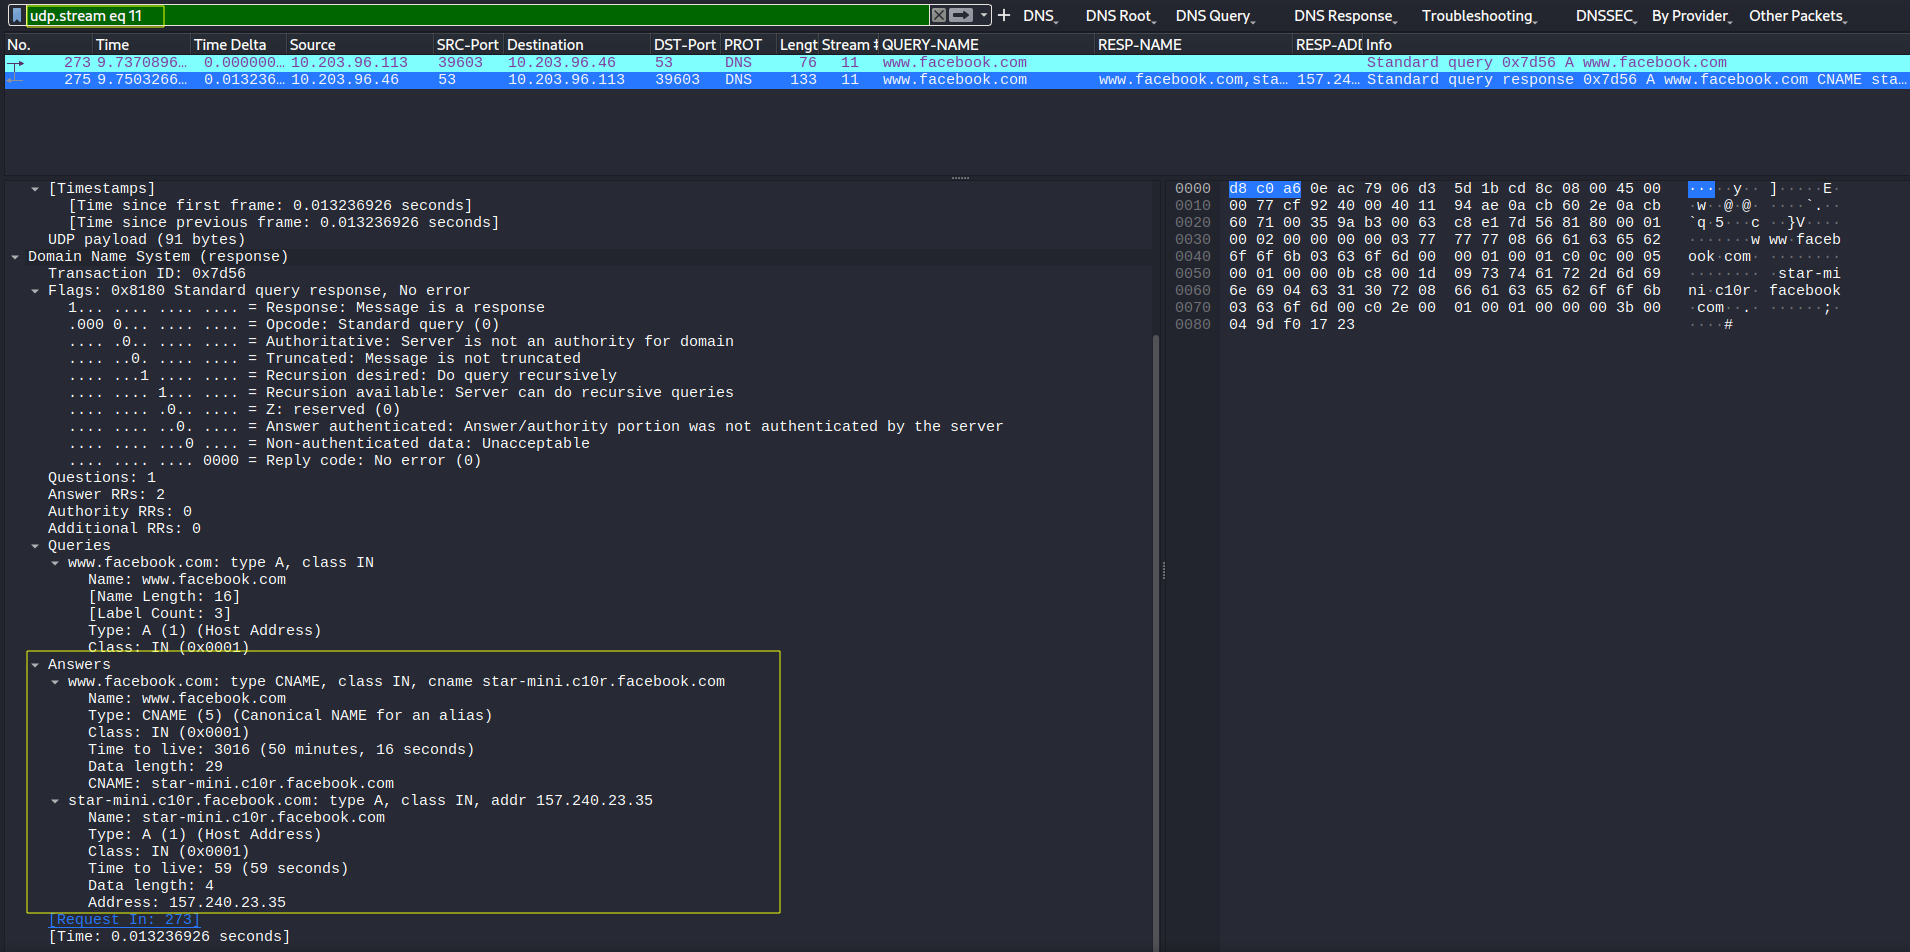 udp.stream eq 11
DNS DNS Root DNS Query DNS Response Troubleshooting DNSSEC By Provider Other Packets
No. Time Time Delta Source SRC-Port Destination DST-Port PROT Lengt Stream # QUERY-NAME RESP-NAME RESP-ADI Info
273 9.7370896… 0.000000… 10.203.96.113 39603 10.203.96.46 53 DNS 76 11 www.facebook.com Standard query 0x7d56 A www.facebook.com
275 9.7503266… 0.013236… 10.203.96.46 53 10.203.96.113 39603 DNS 133 11 www.facebook.com www.facebook.com,sta… 157.24… Standard query response 0x7d56 A www.facebook.com CNAME sta…
[Timestamps]
[Time since first frame: 0.013236926 seconds]
[Time since previous frame: 0.013236926 seconds]
UDP payload (91 bytes)
Domain Name System (response)
Transaction ID: 0x7d56
Flags: 0x8180 Standard query response, No error
1... .... .... .... = Response: Message is a response
.000 0... .... .... = Opcode: Standard query (0)
.... .0.. .... .... = Authoritative: Server is not an authority for domain
.... ..0. .... .... = Truncated: Message is not truncated
.... ...1 .... .... = Recursion desired: Do query recursively
.... .... 1... .... = Recursion available: Server can do recursive queries
.... .... .0.. .... = Z: reserved (0)
.... .... ..0. .... = Answer authenticated: Answer/authority portion was not authenticated by the server
.... .... ...0 .... = Non-authenticated data: Unacceptable
.... .... .... 0000 = Reply code: No error (0)
Questions: 1
Answer RRs: 2
Authority RRs: 0
Additional RRs: 0
Queries
www.facebook.com: type A, class IN
Name: www.facebook.com
[Name Length: 16]
[Label Count: 3]
Type: A (1) (Host Address)
Class: IN (0x0001)
Answers
www.facebook.com: type CNAME, class IN, cname star-mini.c10r.facebook.com
Name: www.facebook.com
Type: CNAME (5) (Canonical NAME for an alias)
Class: IN (0x0001)
Time to live: 3016 (50 minutes, 16 seconds)
Data length: 29
CNAME: star-mini.c10r.facebook.com
star-mini.c10r.facebook.com: type A, class IN, addr 157.240.23.35
Name: star-mini.c10r.facebook.com
Type: A (1) (Host Address)
Class: IN (0x0001)
Time to live: 59 (59 seconds)
Data length: 4
Address: 157.240.23.35
[Request In: 273]
[Time: 0.013236926 seconds]
0000 d8 c0 a6 0e ac 79 06 d3 5d 1b cd 8c 08 00 45 00 ·····y·· ]·····E·
0010 00 77 cf 92 40 00 40 11 94 ae 0a cb 60 2e 0a cb ·w··@·@· ····`.··
0020 60 71 00 35 9a b3 00 63 c8 e1 7d 56 81 80 00 01 `q·5···c ··}V····
0030 00 02 00 00 00 00 03 77 77 77 08 66 61 63 65 62 ·······w ww·faceb
0040 6f 6f 6b 03 63 6f 6d 00 00 01 00 01 c0 0c 00 05 ook·com· ········
0050 00 01 00 00 0b c8 00 1d 09 73 74 61 72 2d 6d 69 ········ ·star-mi
0060 6e 69 04 63 31 30 72 08 66 61 63 65 62 6f 6f 6b ni·c10r· facebook
0070 03 63 6f 6d 00 c0 2e 00 01 00 01 00 00 00 3b 00 ·com··.· ······;·
0080 04 9d f0 17 23 ····#